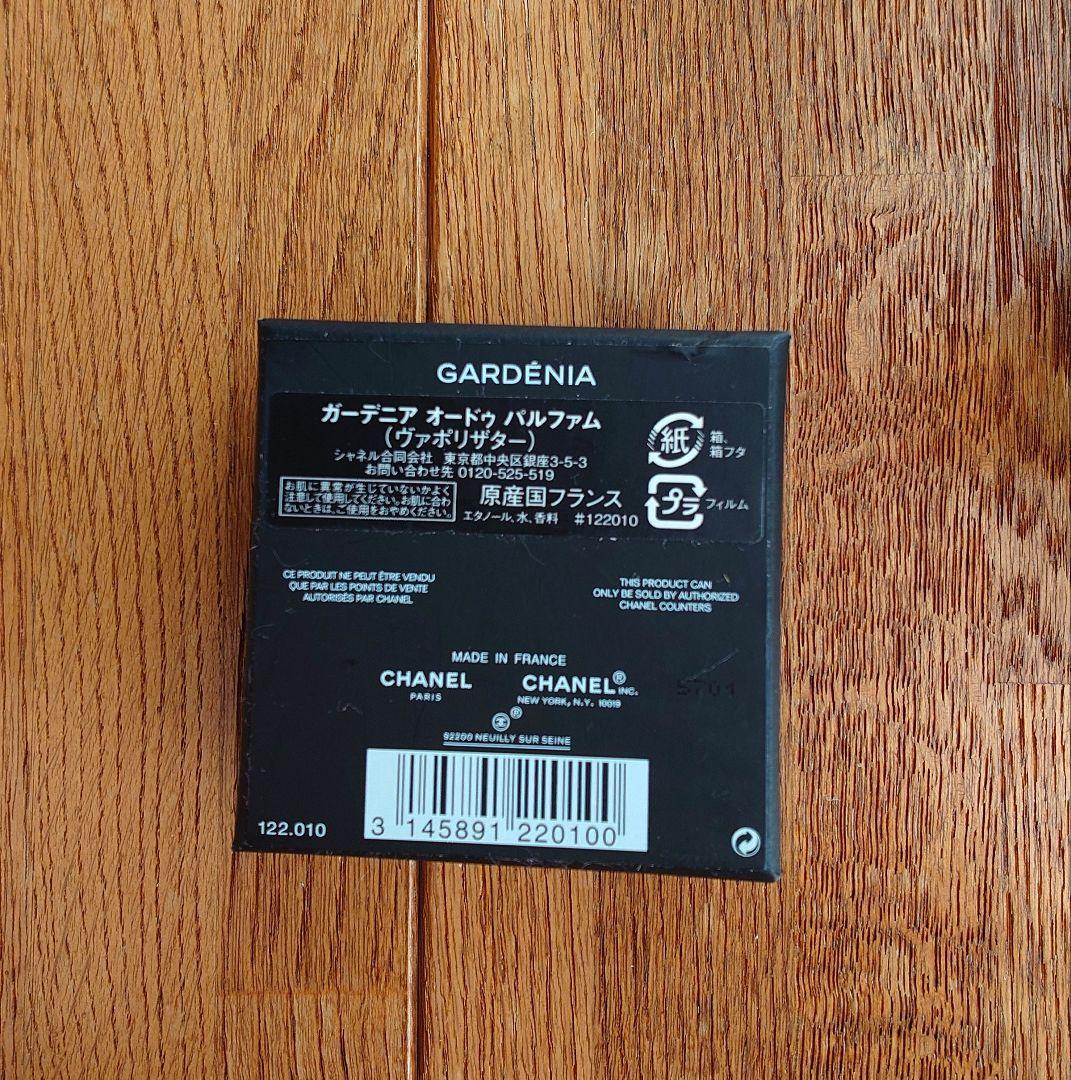 GARDÉNIA
ガーデニア オードゥ パルファム
(ヴァポリザター)
シャネル合同会社 東京都中央区銀座3-5-3
お問い合わせ先 0120-525-519
お肌に異常が生じていないかよく
注意して使用してください。お肌に合わ
ないときは、ご使用をおやめください。
原産国フランス
エタノール、水、香料 #122010
紙
箱、
箱フタ
プラ
フィルム
CE PRODUIT NE PEUT ÊTRE VENDU
QUE PAR LES POINTS DE VENTE
AUTORISÉS PAR CHANEL
THIS PRODUCT CAN
ONLY BE SOLD BY AUTHORIZED
CHANEL COUNTERS
MADE IN FRANCE
CHANEL
PARIS
CHANEL® INC.
NEW YORK, N.Y. 10019
®
92200 NEUILLY SUR SEINE
5701
122.010
3 145891 220100